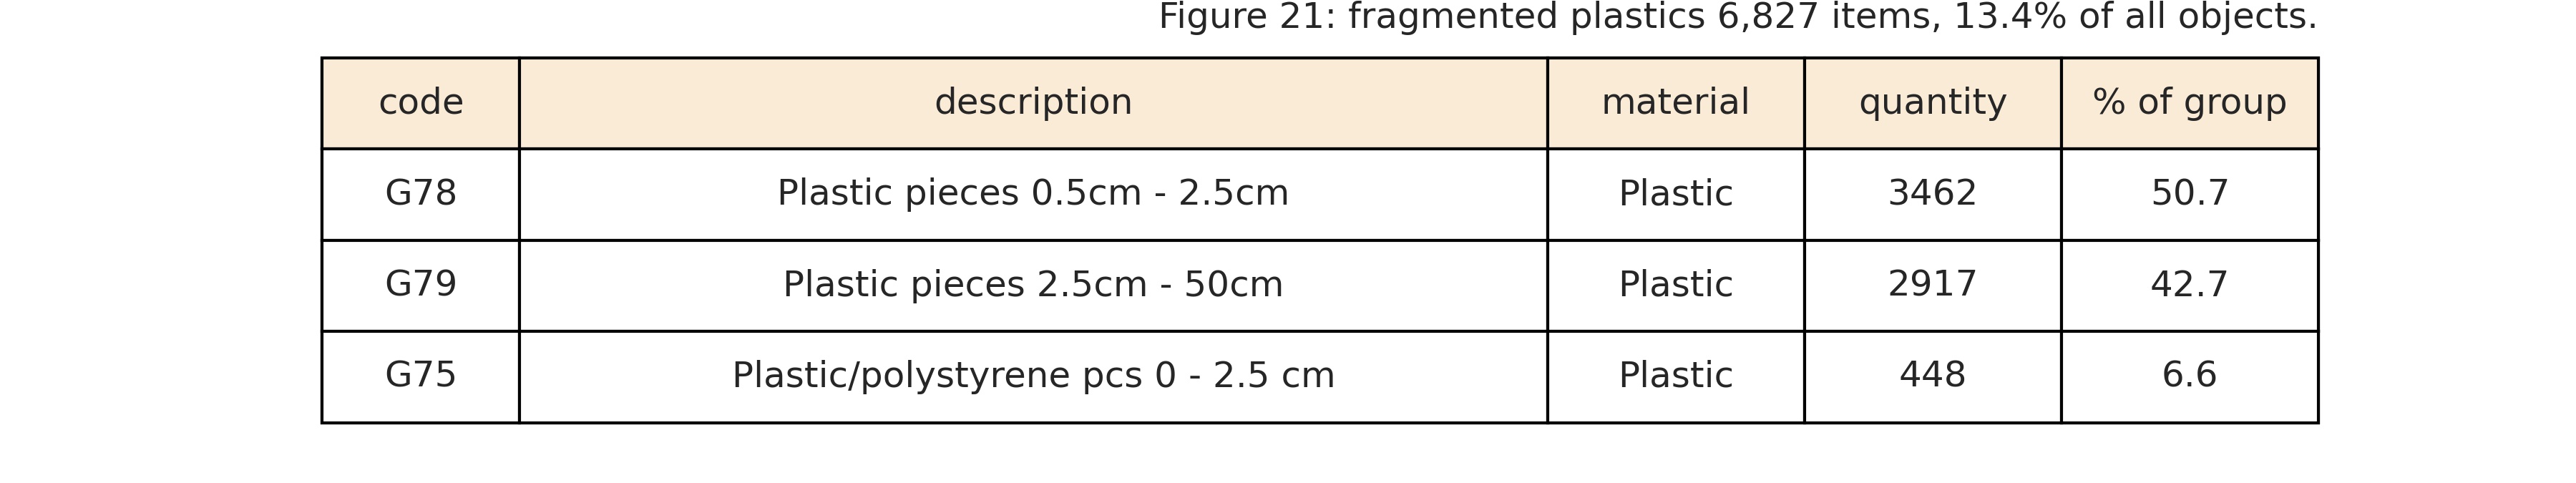 Figure 21: fragmented plastics 6,827 items, 13.4% of all objects.
code description material quantity % of group
G78 Plastic pieces 0.5cm - 2.5cm Plastic 3462 50.7
G79 Plastic pieces 2.5cm - 50cm Plastic 2917 42.7
G75 Plastic/polystyrene pcs 0 - 2.5 cm Plastic 448 6.6